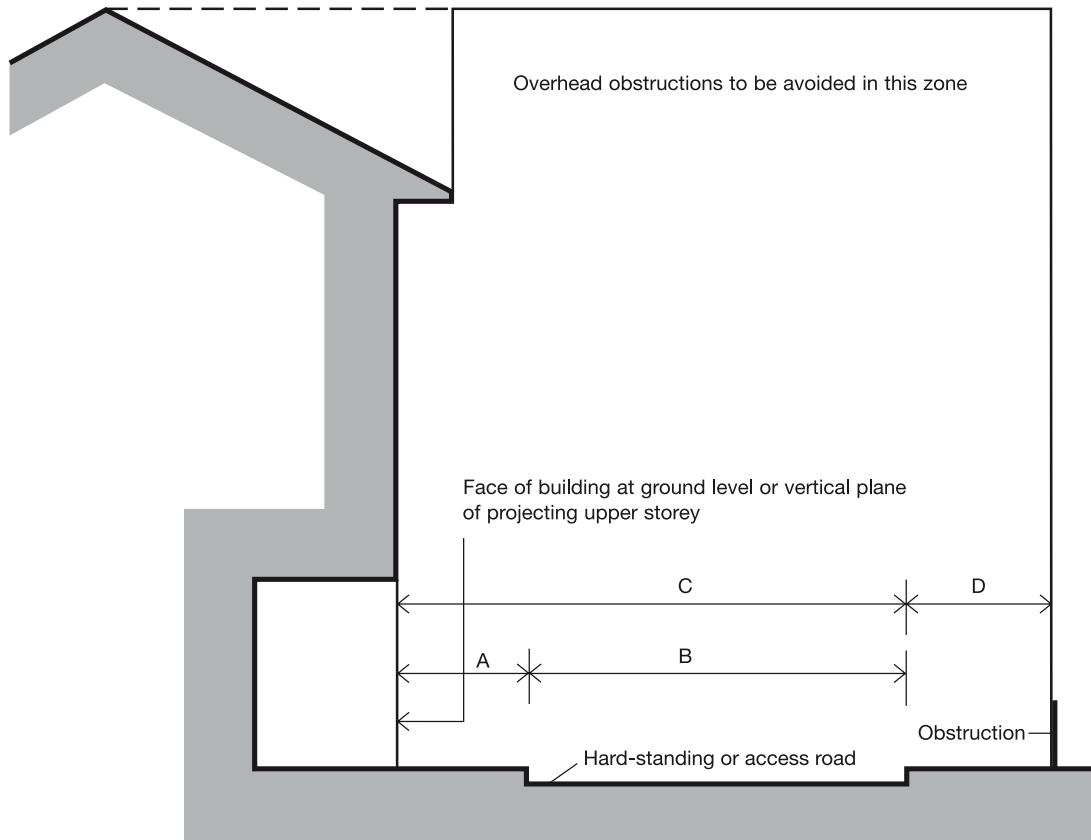 Overhead obstructions to be avoided in this zone
Face of building at ground level or vertical plane
of projecting upper storey
C
D
A
B
Obstruction
Hard-standing or access road